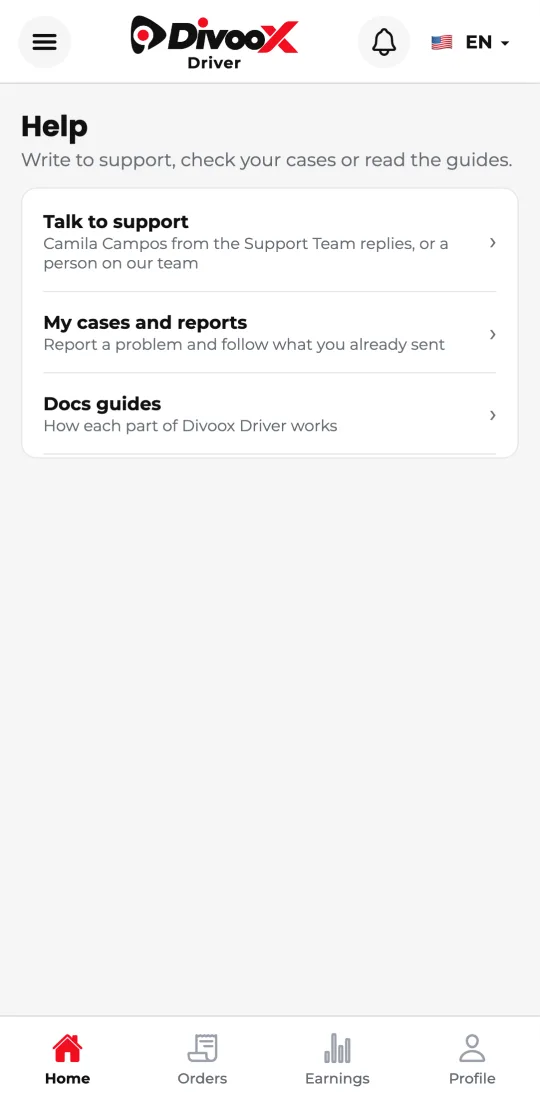 DivooX
Driver
EN
Help
Write to support, check your cases or read the guides.
Talk to support
Camila Campos from the Support Team replies, or a
person on our team
My cases and reports
Report a problem and follow what you already sent
Docs guides
How each part of Divoox Driver works
Home
Orders
Earnings
Profile